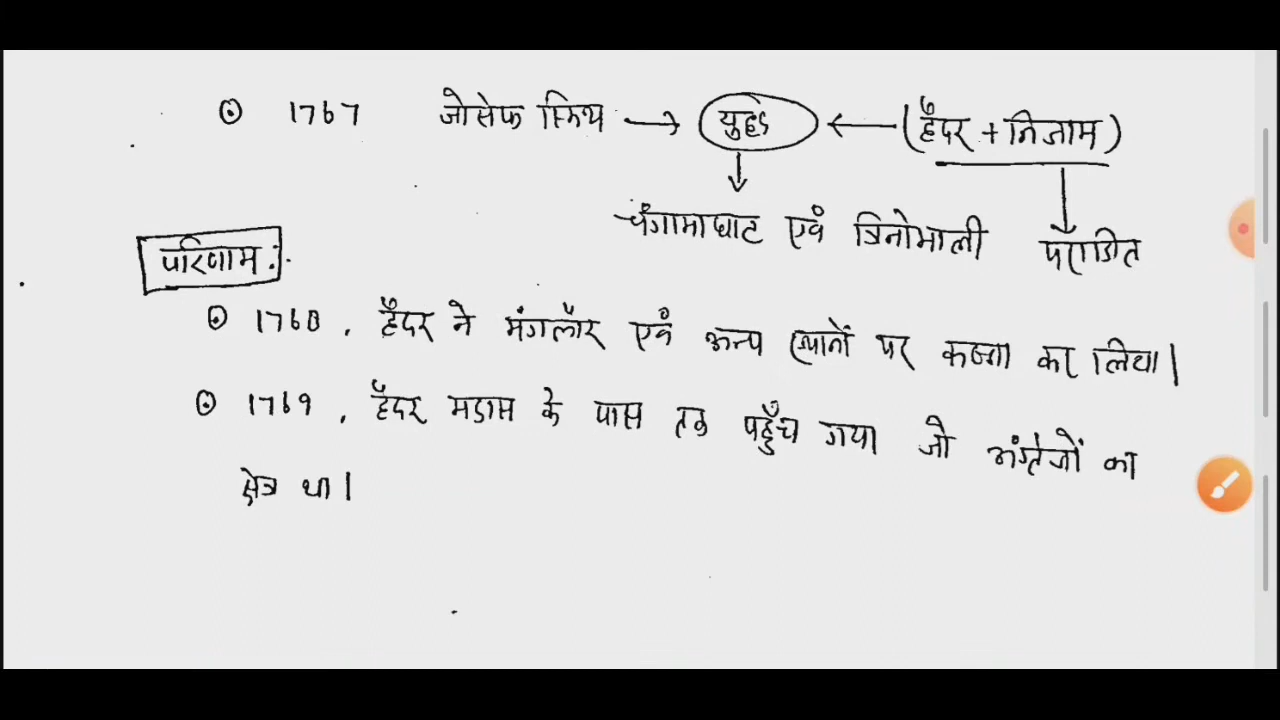 ⊙ 1767 जोसेफ स्मिथ → युद्ध ← (हैदर + निजाम)
चंगामाघाट एवं त्रिनोमाली पराजित
परिणाम :
⊙ 1768 , हैदर ने मंगलौर एवं अन्य स्थानों पर कब्जा कर लिया।
⊙ 1769 , हैदर मद्रास के पास तक पहुँच गया जो अंग्रेजों का
क्षेत्र था।